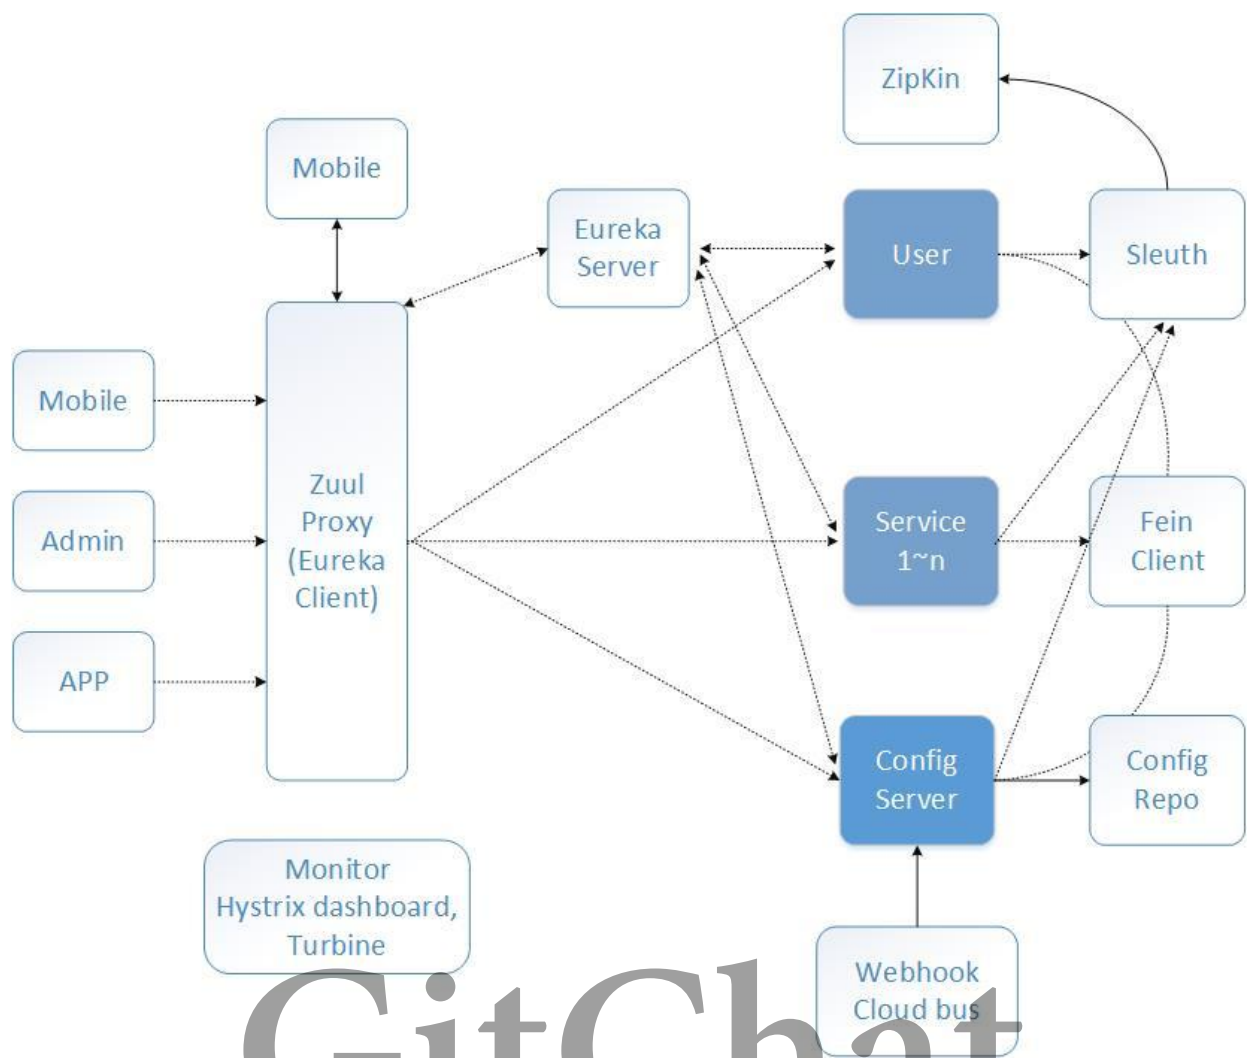 ZipKin
Mobile
Eureka
Server
User
Sleuth
Mobile
Admin
APP
Zuul
Proxy
(Eureka
Client)
Service
1~n
Fein
Client
Config
Server
Config
Repo
Monitor
Hystrix dashboard,
Turbine
Webhook
Cloud bus
GitChat